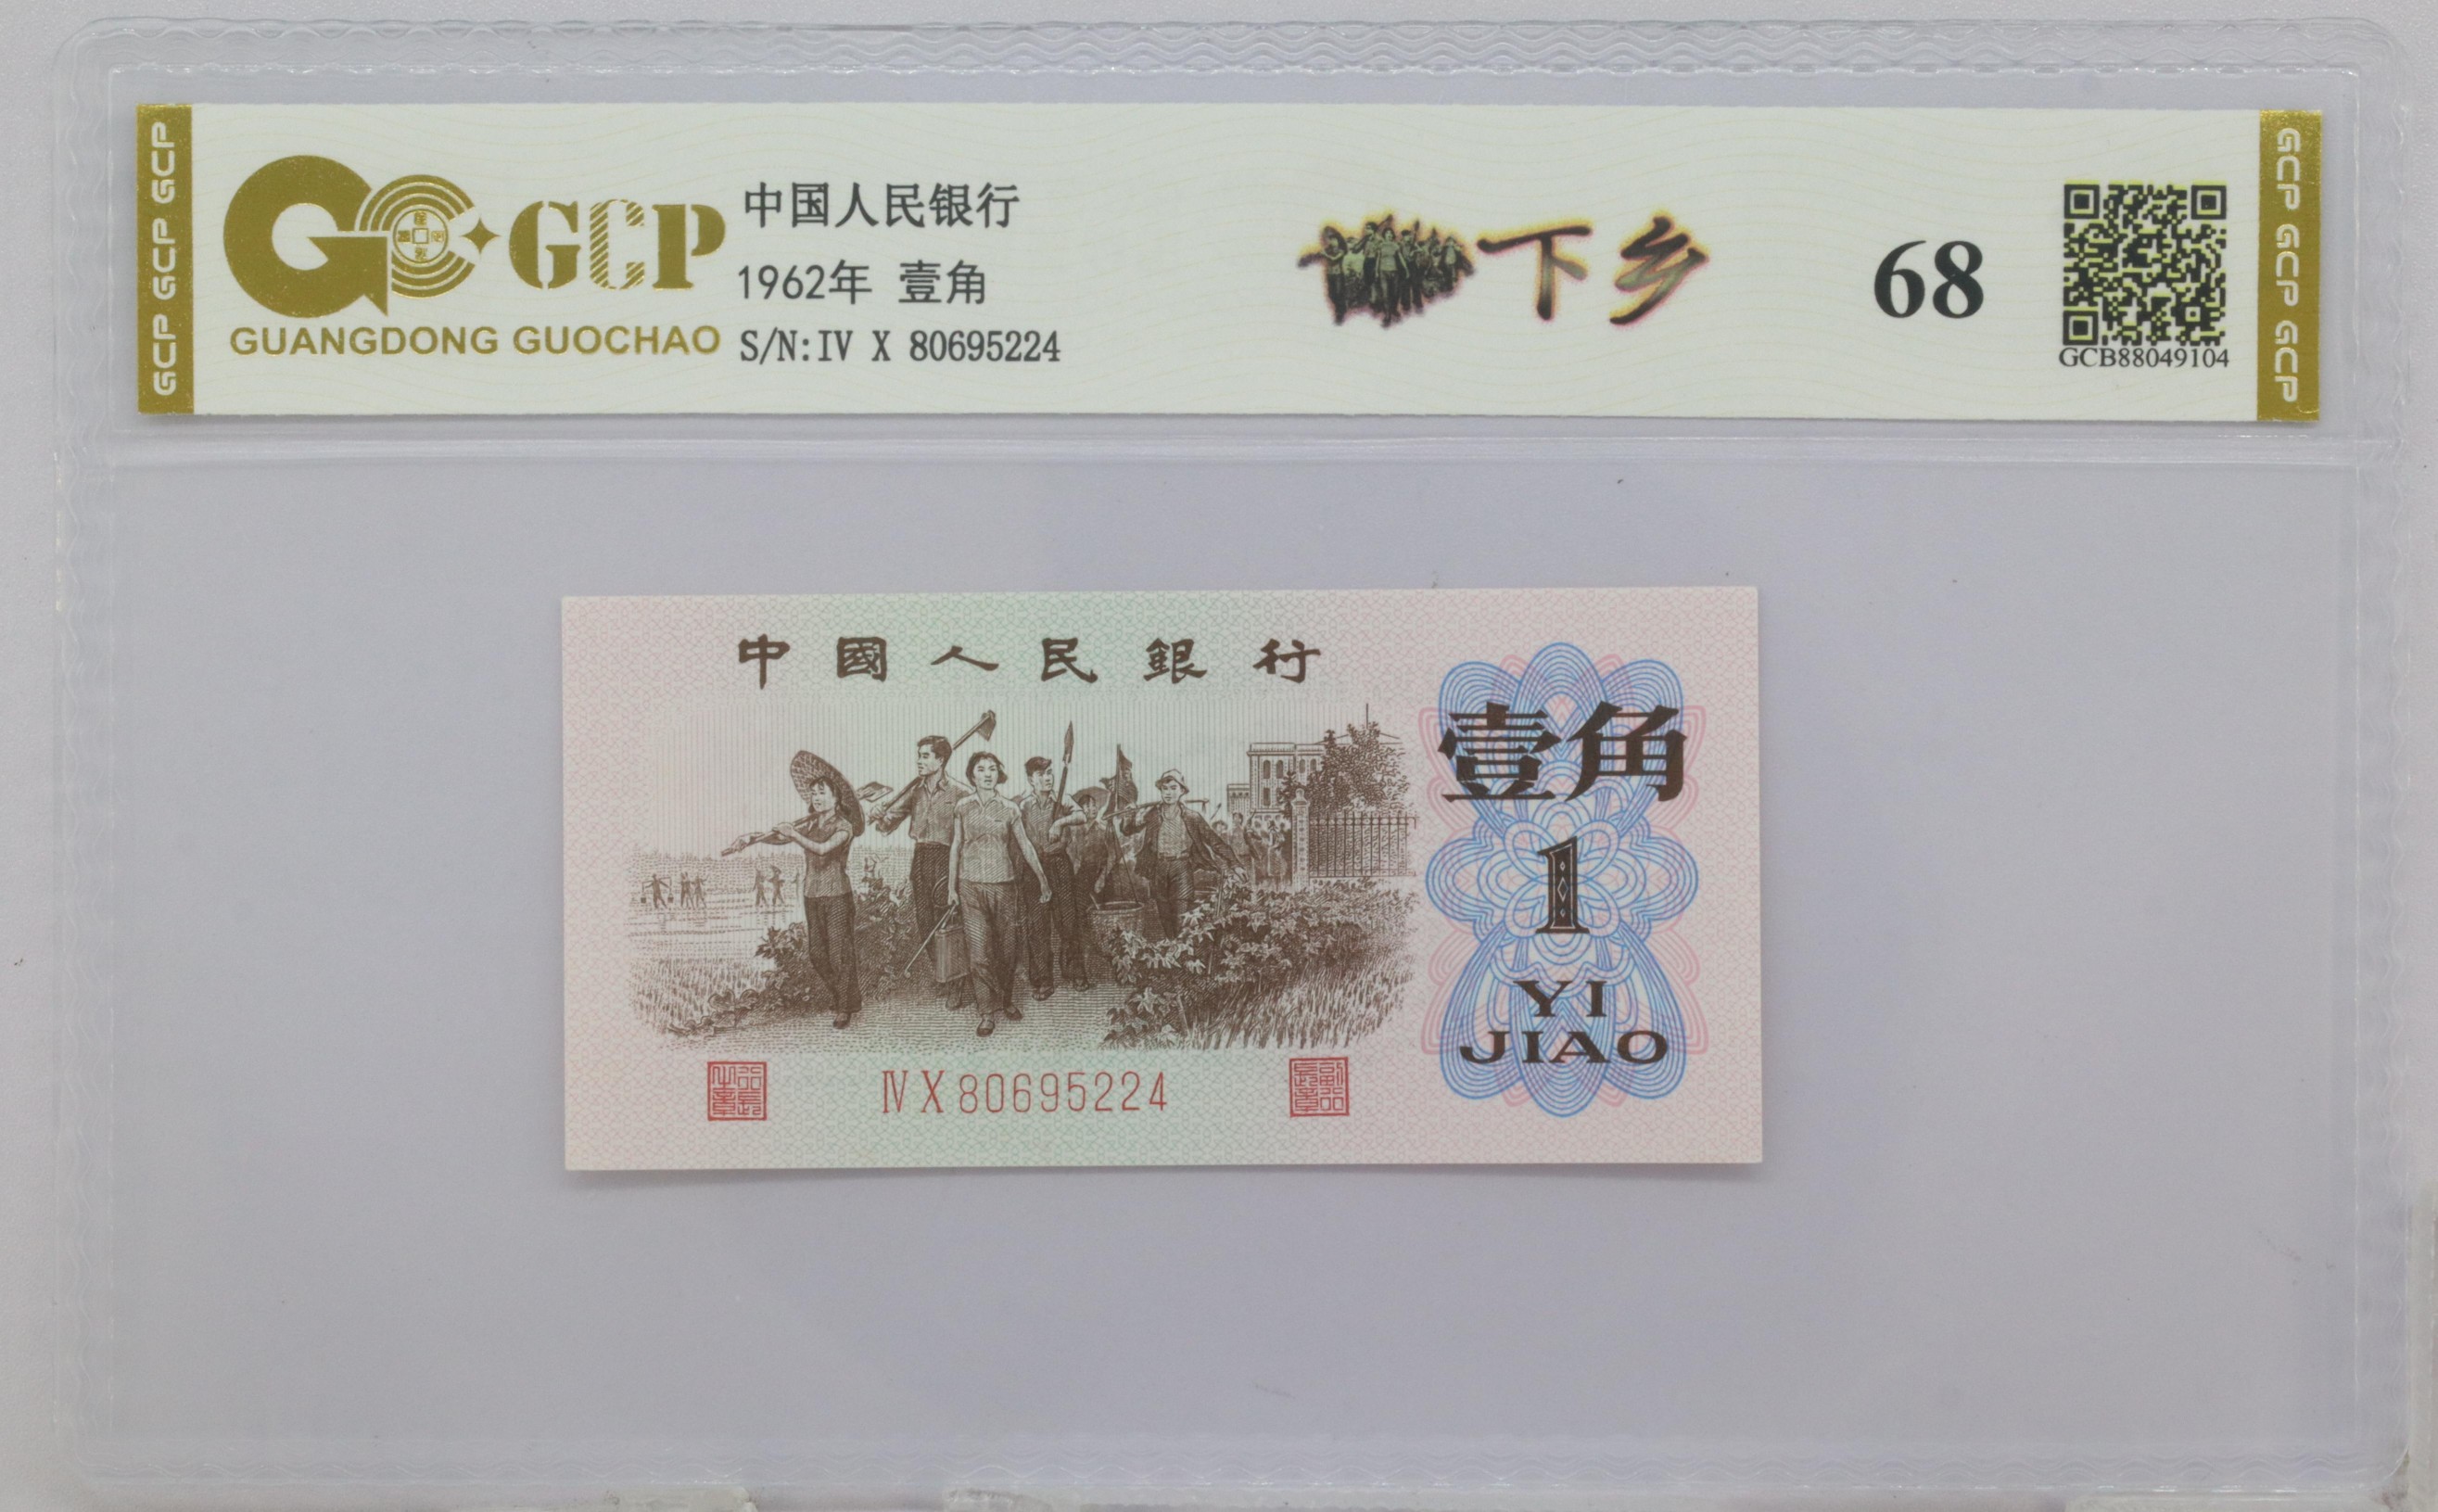 GCP GCP GCP
GCP
GUANGDONG GUOCHAO
中国人民银行
1962年 壹角
S/N:IV X 80695224
下乡
68
GCB88049104
GCP GCP GCP
中國人民銀行
壹角
1
YI
JIAO
IV X 80695224